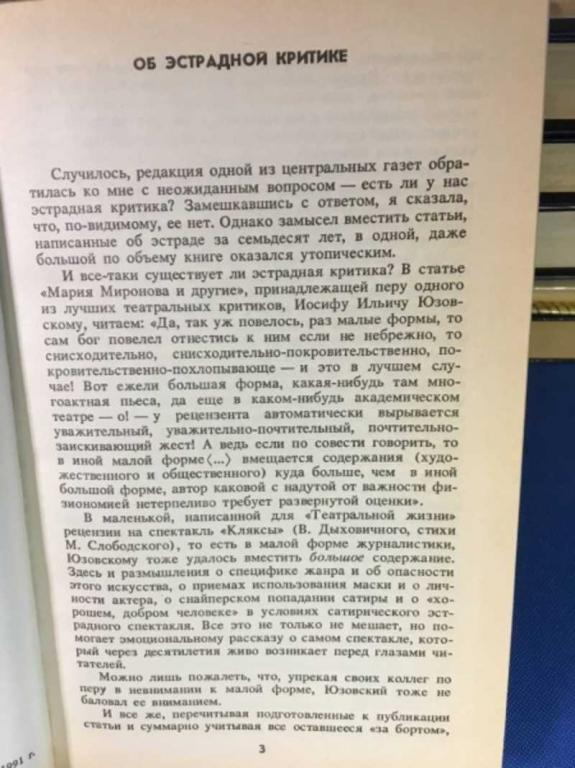 ОБ ЭСТРАДНОЙ КРИТИКЕ
Случилось, редакция одной из центральных газет обра-
тилась ко мне с неожиданным вопросом — есть ли у нас
эстрадная критика? Замешкавшись с ответом, я сказала,
что, по-видимому, ее нет. Однако замысел вместить статьи,
написанные об эстраде за семьдесят лет, в одной, даже
большой по объему книге оказался утопическим.
И все-таки существует ли эстрадная критика? В статье
«Мария Миронова и другие», принадлежащей перу одного
из лучших театральных критиков, Иосифу Ильичу Юзов-
скому, читаем: «Да, так уж повелось, раз малые формы, то
сам бог повелел отнестись к ним если не небрежно, то
снисходительно, снисходительно-покровительственно, по-
кровительственно-похлопывающе — и это в лучшем слу-
чае! Вот ежели большая форма, какая-нибудь там мно-
гоактная пьеса, да еще в каком-нибудь академическом
театре — о! — у рецензента автоматически вырывается
уважительный, уважительно-почтительный, почтительно-
заискивающий жест! А ведь если по совести говорить, то
в иной малой форме ⟨...⟩ вмещается содержания (худо-
жественного и общественного) куда больше, чем в иной
большой форме, автор каковой с надутой от важности фи-
зиономией нетерпеливо требует развернутой оценки».
В маленькой, написанной для «Театральной жизни»
рецензии на спектакль «Кляксы» (В. Дыховичного, стихи
М. Слободского), то есть в малой форме журналистики,
Юзовскому тоже удалось вместить большое содержание.
Здесь и размышления о специфике жанра и об опасности
этого искусства, о приемах использования маски и о лич-
ности актера, о снайперском попадании сатиры и о «хо-
рошем, добром человеке» в условиях сатирического эст-
радного спектакля. Все это не только не мешает, но по-
могает эмоциональному рассказу о самом спектакле, кото-
рый через десятилетия живо возникает перед глазами чи-
тателей.
Можно лишь пожалеть, что, упрекая своих коллег по
перу в невнимании к малой форме, Юзовский тоже не
баловал ее вниманием.
И все же, перечитывая подготовленные к публикации
статьи и суммарно учитывая все оставшееся «за бортом»,
3
1991 г.